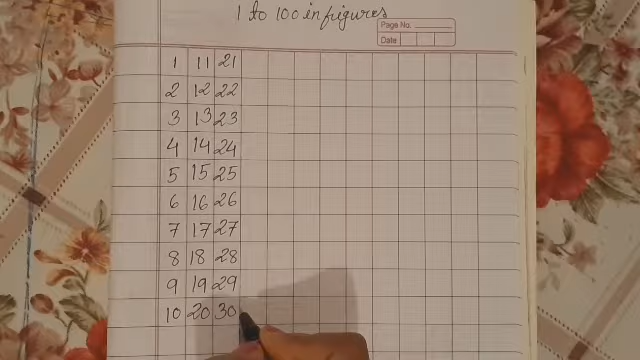 1 to 100 in figures
Page No.
Date
1 11 21
2 12 22
3 13 23
4 14 24
5 15 25
6 16 26
7 17 27
8 18 28
9 19 29
10 20 30